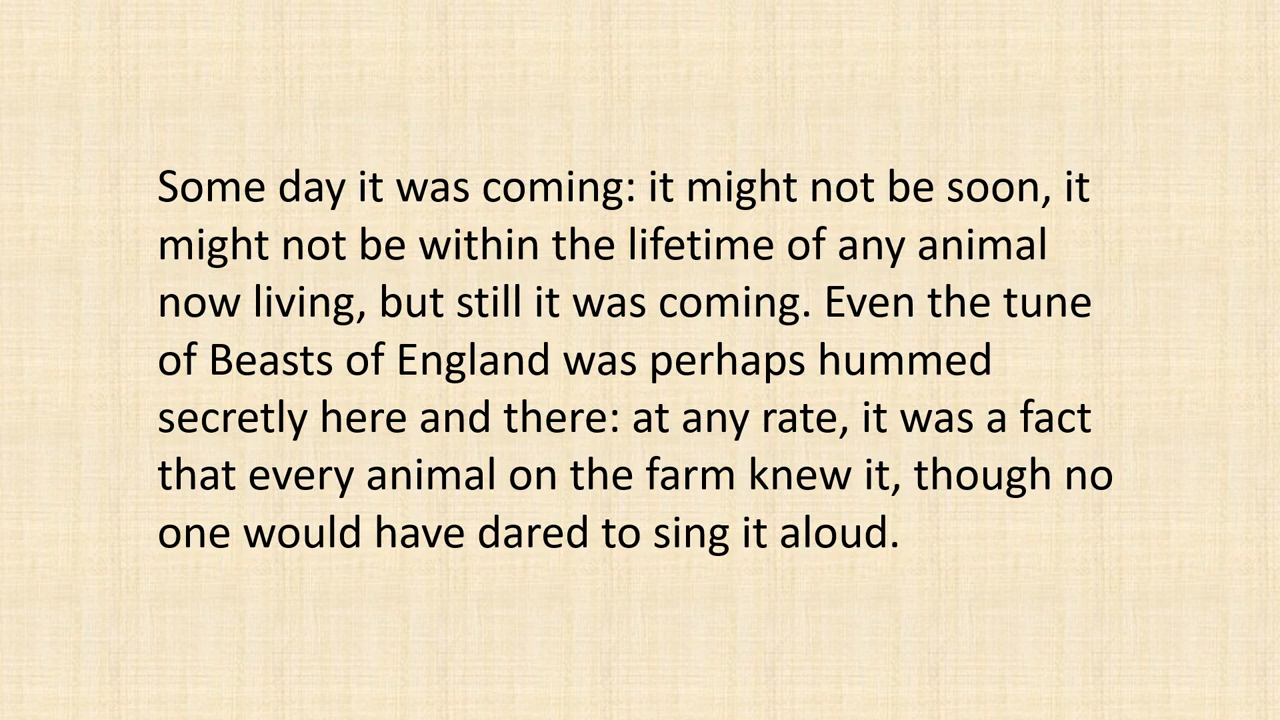 Some day it was coming: it might not be soon, it
might not be within the lifetime of any animal
now living, but still it was coming. Even the tune
of Beasts of England was perhaps hummed
secretly here and there: at any rate, it was a fact
that every animal on the farm knew it, though no
one would have dared to sing it aloud.